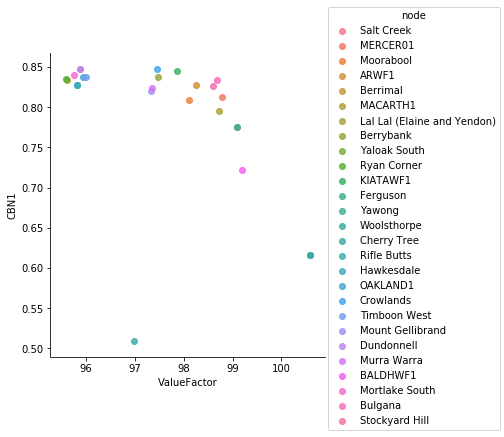 node
Salt Creek
MERCER01
Moorabool
ARWF1
Berrimal
MACARTH1
Lal Lal (Elaine and Yendon)
Berrybank
Yaloak South
Ryan Corner
KIATAWF1
Ferguson
Yawong
Woolsthorpe
Cherry Tree
Rifle Butts
Hawkesdale
OAKLAND1
Crowlands
Timboon West
Mount Gellibrand
Dundonnell
Murra Warra
BALDHWF1
Mortlake South
Bulgana
Stockyard Hill
CBN1
0.85
0.80
0.75
0.70
0.65
0.60
0.55
0.50
96 97 98 99 100
ValueFactor